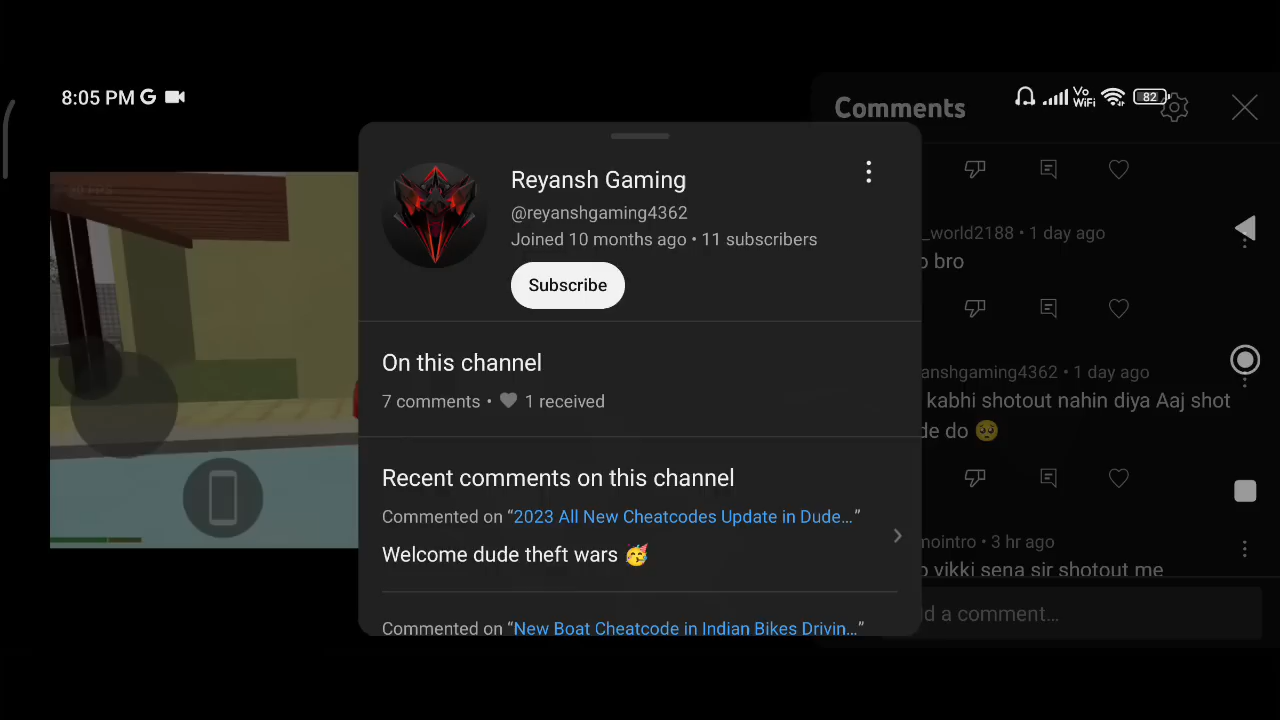 8:05 PM G
Vo
WiFi
82
Comments
Reyansh Gaming
@reyanshgaming4362
Joined 10 months ago • 11 subscribers
Subscribe
On this channel
7 comments • 1 received
Recent comments on this channel
Commented on “2023 All New Cheatcodes Update in Dude...”
Welcome dude theft wars 🥳
Commented on “New Boat Cheatcode in Indian Bikes Drivin...”
_world2188 • 1 day ago
bro
anshgaming4362 • 1 day ago
kabhi shotout nahin diya Aaj shot
de do 🥺
mointro • 3 hr ago
vikki sena sir shotout me
d a comment...